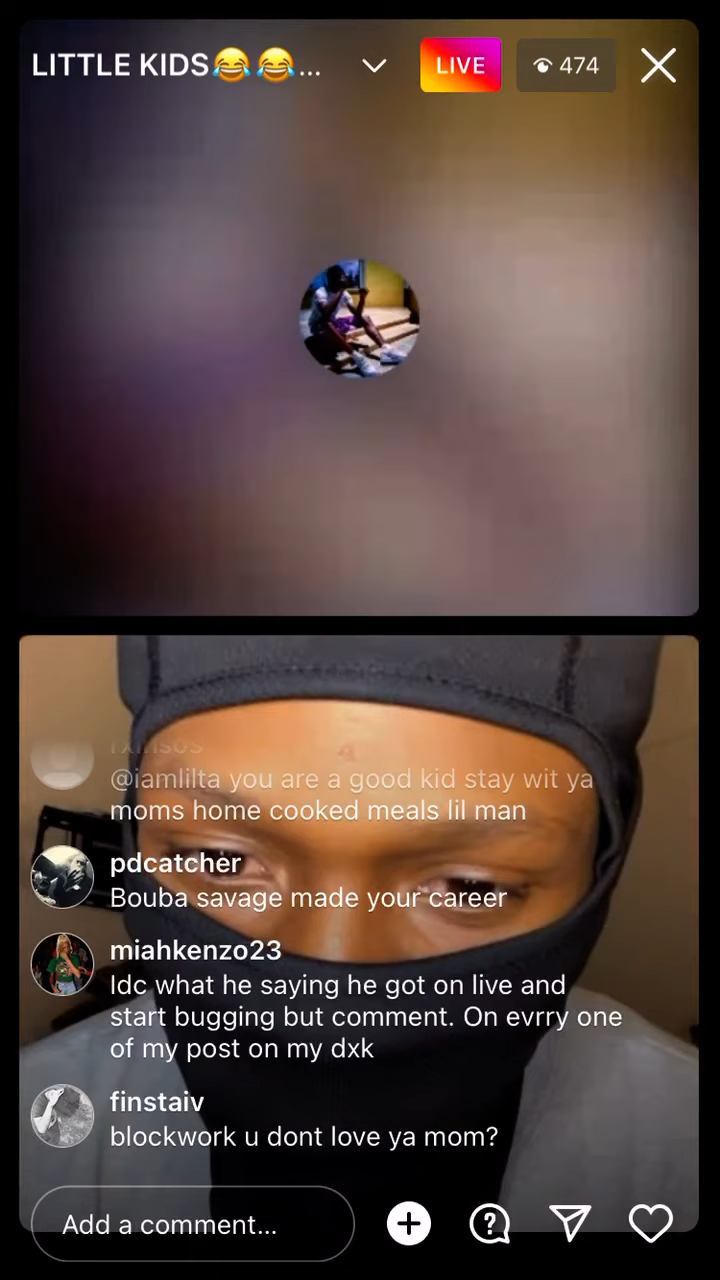 LITTLE KIDS😂😂...
LIVE
474
@iamlilta you are a good kid stay wit ya
moms home cooked meals lil man
pdcatcher
Bouba savage made your career
miahkenzo23
Idc what he saying he got on live and
start bugging but comment. On evrry one
of my post on my dxk
finstaiv
blockwork u dont love ya mom?
Add a comment...